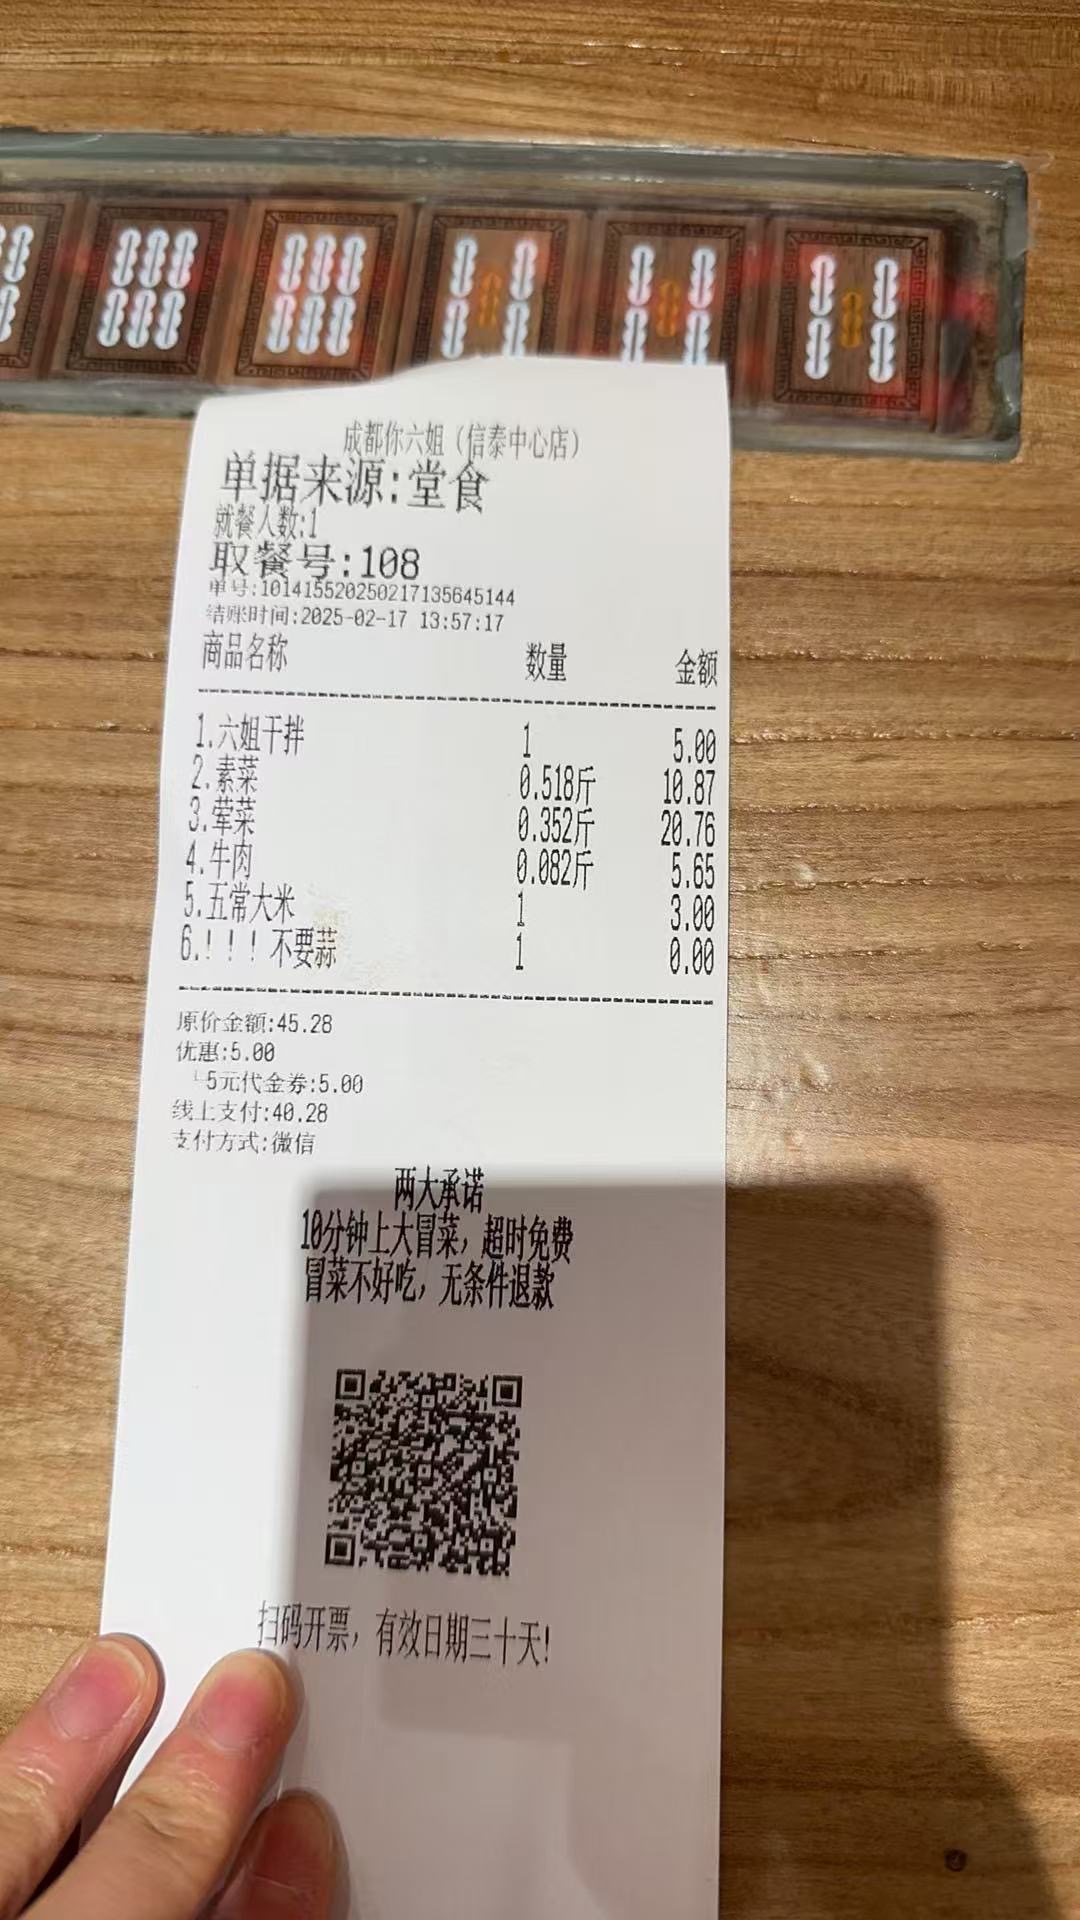 成都你六姐（信泰中心店）
单据来源:堂食
就餐人数:1
取餐号:108
单号:101415520250217135645144
结账时间:2025-02-17 13:57:17
商品名称 数量 金额
1.六姐干拌 1 5.00
2.素菜 0.518斤 10.87
3.荤菜 0.352斤 20.76
4.牛肉 0.082斤 5.65
5.五常大米 1 3.00
6.！！！不要蒜 1 0.00
原价金额:45.28
优惠:5.00
└5元代金券:5.00
线上支付:40.28
支付方式:微信
两大承诺
10分钟上大冒菜，超时免费
冒菜不好吃，无条件退款
扫码开票，有效日期三十天!